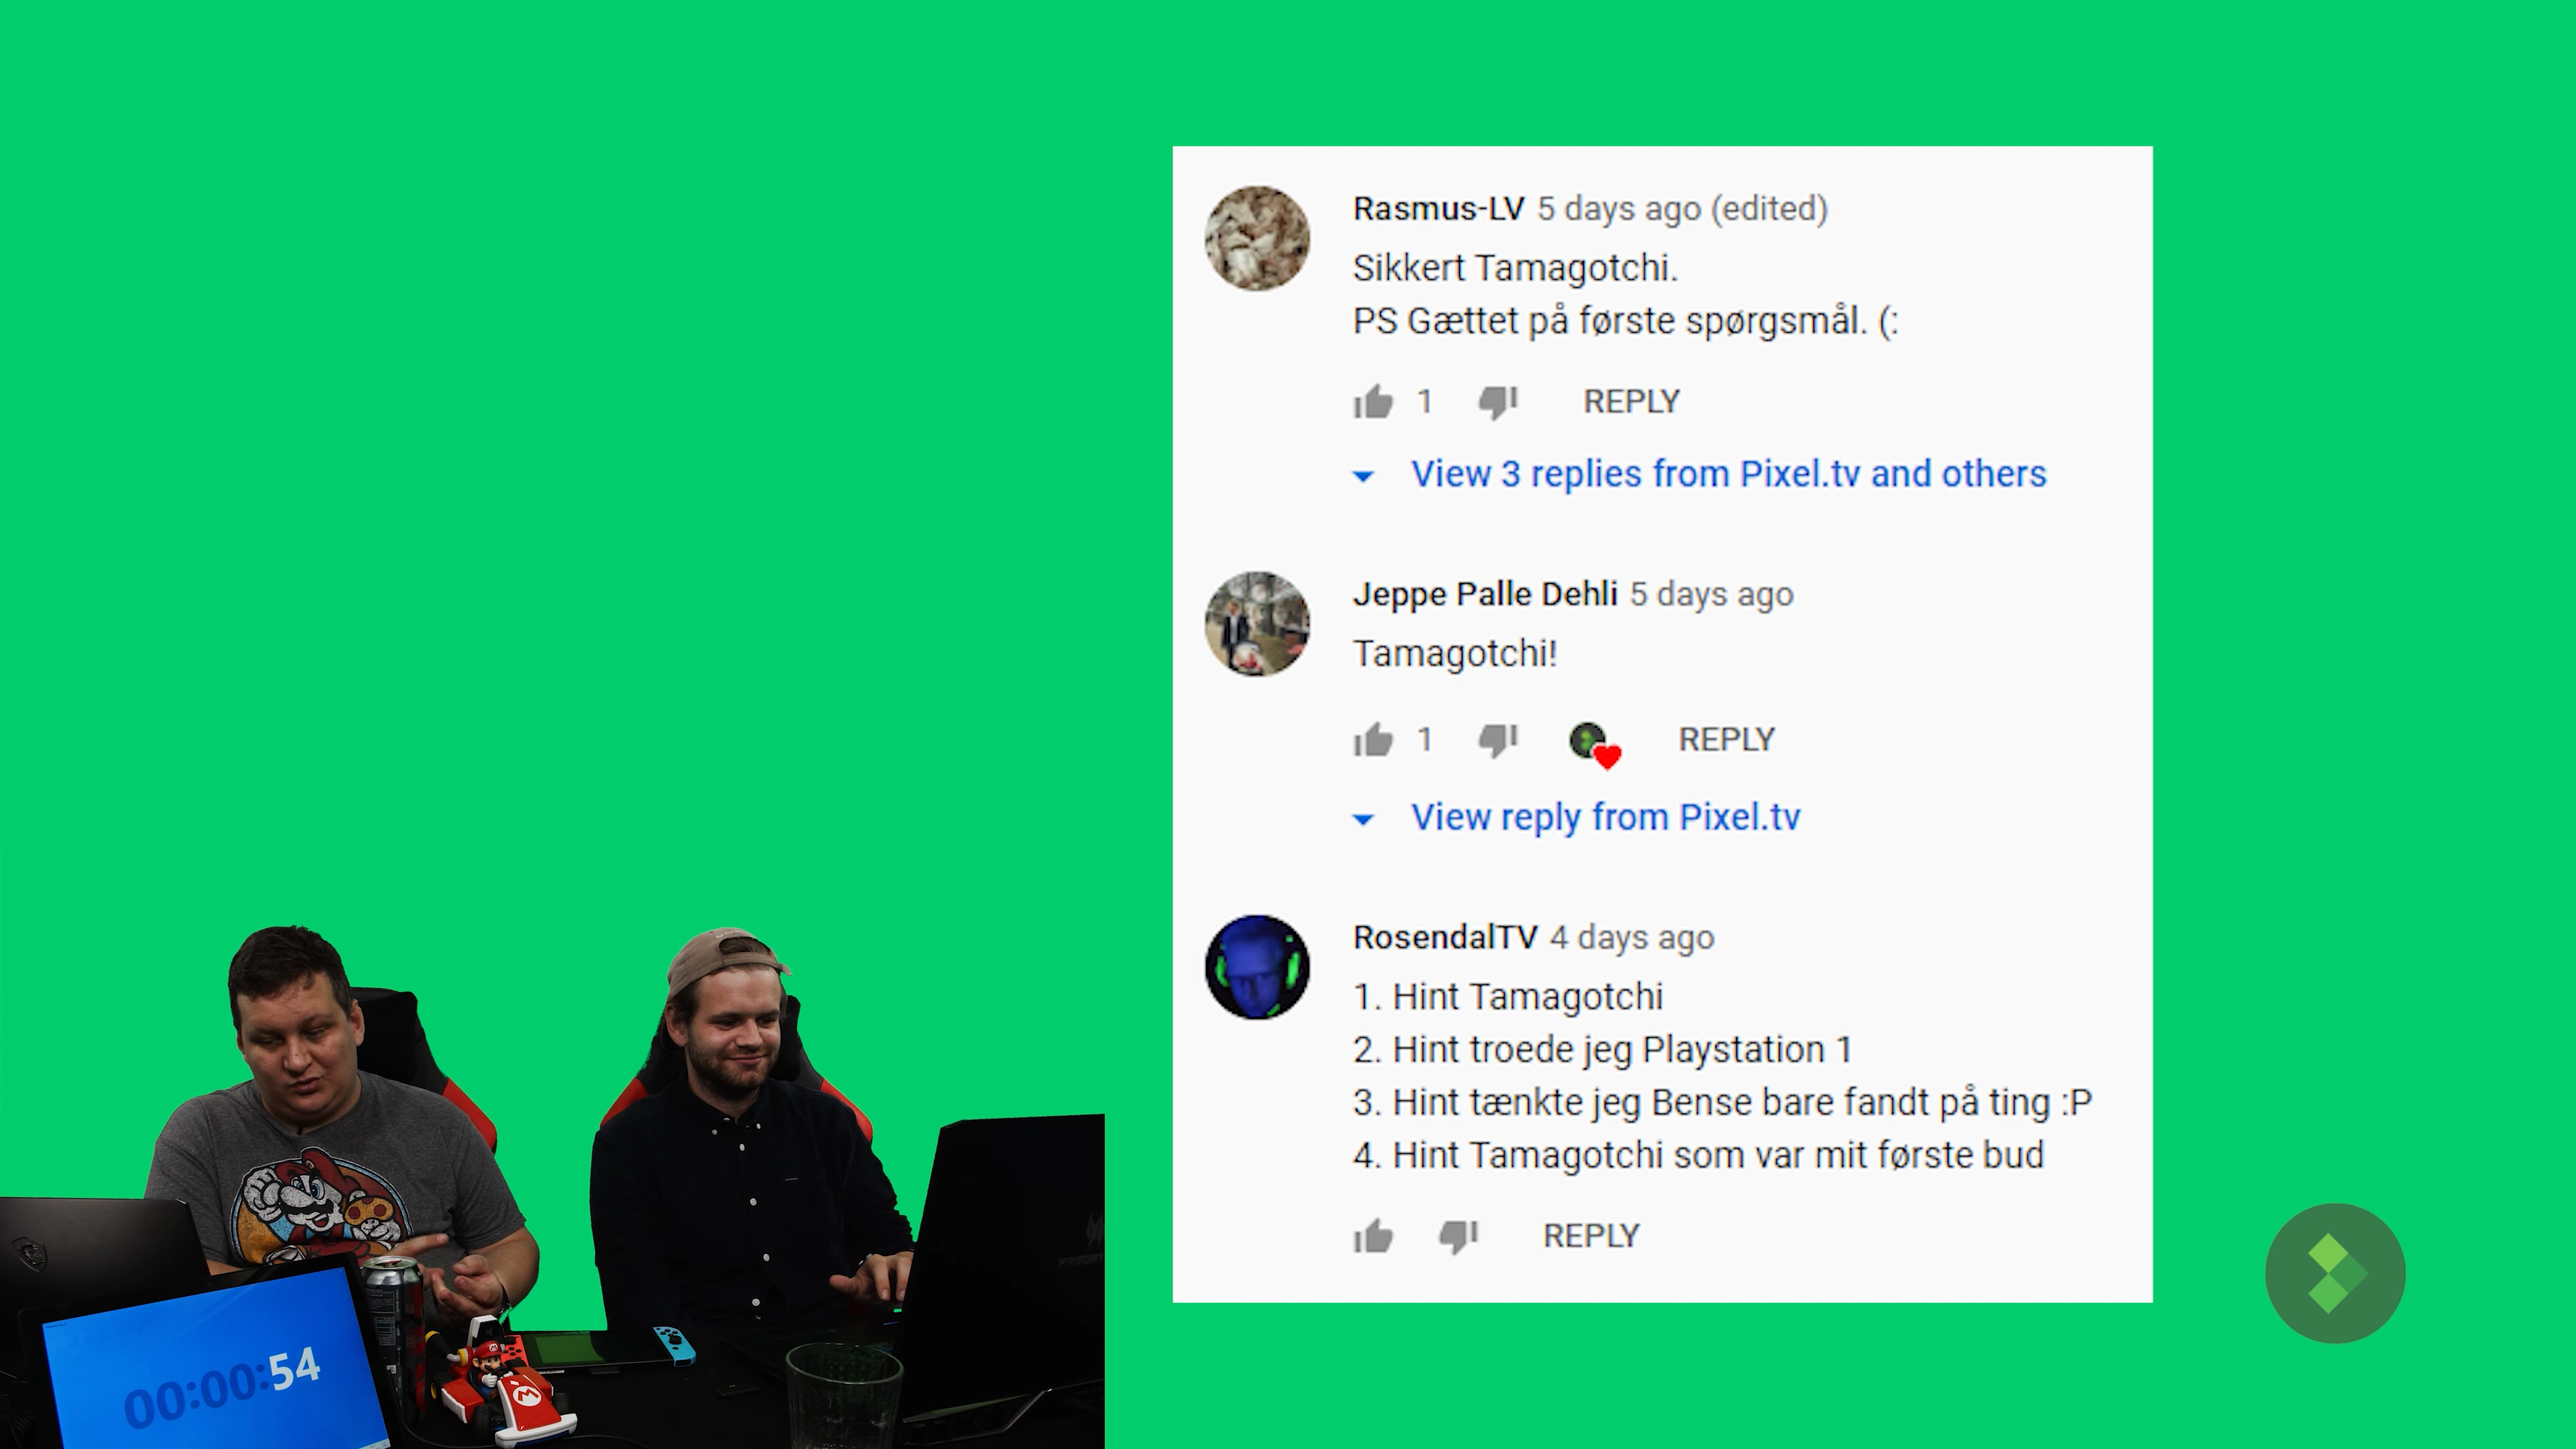 Rasmus-LV 5 days ago (edited)
Sikkert Tamagotchi.
PS Gættet på første spørgsmål. (:
1 REPLY
View 3 replies from Pixel.tv and others
Jeppe Palle Dehli 5 days ago
Tamagotchi!
1 REPLY
View reply from Pixel.tv
RosendalTV 4 days ago
1. Hint Tamagotchi
2. Hint troede jeg Playstation 1
3. Hint tænkte jeg Bense bare fandt på ting :P
4. Hint Tamagotchi som var mit første bud
REPLY
00:00:54
M